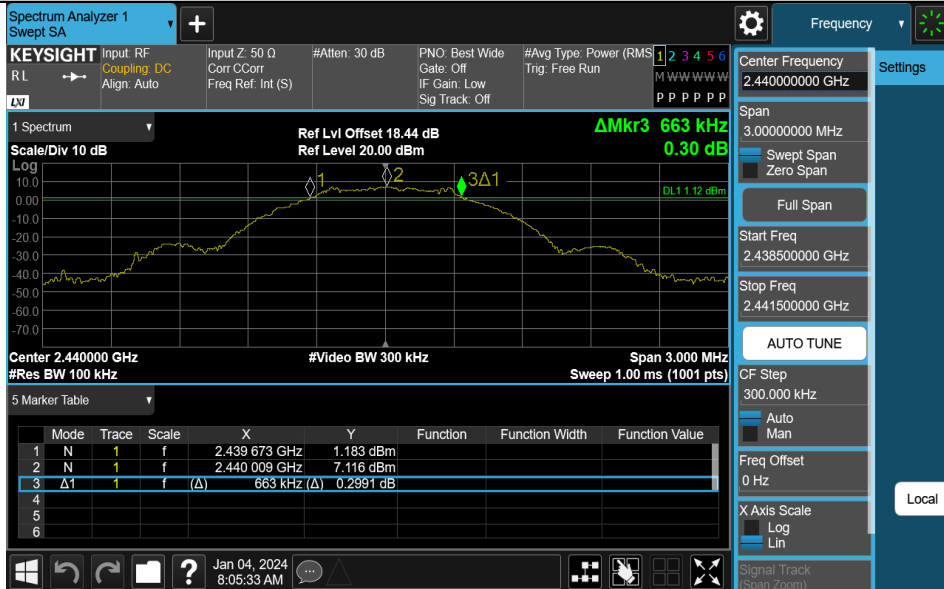 Spectrum Analyzer 1
Swept SA
+
Frequency
KEYSIGHT
RL
LXI
Input: RF
Coupling: DC
Align: Auto
Input Z: 50 Ω
Corr CCorr
Freq Ref: Int (S)
#Atten: 30 dB
PNO: Best Wide
Gate: Off
IF Gain: Low
Sig Track: Off
#Avg Type: Power (RMS
Trig: Free Run
1 2 3 4 5 6
M W W W W W
P P P P P P
1 Spectrum
Scale/Div 10 dB
Ref Lvl Offset 18.44 dB
Ref Level 20.00 dBm
ΔMkr3 663 kHz
0.30 dB
Log
10.0
0.00
-10.0
-20.0
-30.0
-40.0
-50.0
-60.0
-70.0
1
2
3Δ1
DL1 1.12 dBm
Center 2.440000 GHz
#Video BW 300 kHz
Span 3.000 MHz
#Res BW 100 kHz
Sweep 1.00 ms (1001 pts)
5 Marker Table
Mode Trace Scale X Y Function Function Width Function Value
1 N 1 f 2.439 673 GHz 1.183 dBm
2 N 1 f 2.440 009 GHz 7.116 dBm
3 Δ1 1 f (Δ) 663 kHz (Δ) 0.2991 dB
4
5
6
?
Jan 04, 2024
8:05:33 AM
Center Frequency
2.440000000 GHz
Settings
Span
3.00000000 MHz
Swept Span
Zero Span
Full Span
Start Freq
2.438500000 GHz
Stop Freq
2.441500000 GHz
AUTO TUNE
CF Step
300.000 kHz
Auto
Man
Freq Offset
0 Hz
Local
X Axis Scale
Log
Lin
Signal Track
(Span Zoom)